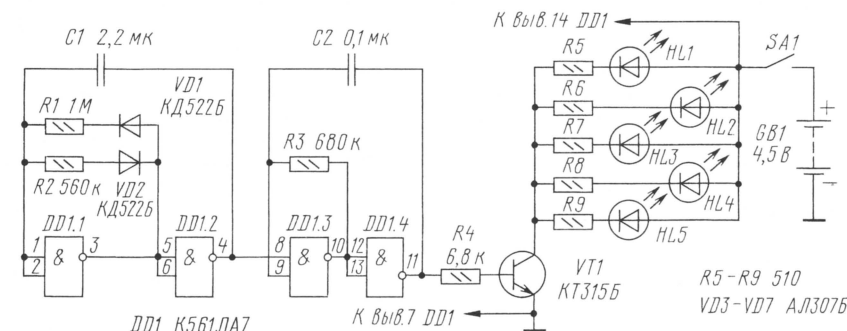 К выв.14 DD1
C1 2,2 мк
C2 0,1 мк
VD1
КД522Б
R1 1М
R2 560 к
VD2
КД522Б
R3 680 к
R5
HL1
R6
HL2
R7
HL3
R8
HL4
R9
HL5
SA1
+
GB1
4,5 В
−
DD1.1
DD1.2
DD1.3
DD1.4
1
2
&
3
5
6
&
4
8
9
&
10
12
13
&
11
R4
6,8 к
VT1
КТ315Б
К выв.7 DD1
R5−R9 510
VD3−VD7 АЛ307Б
DD1 К561ЛА7